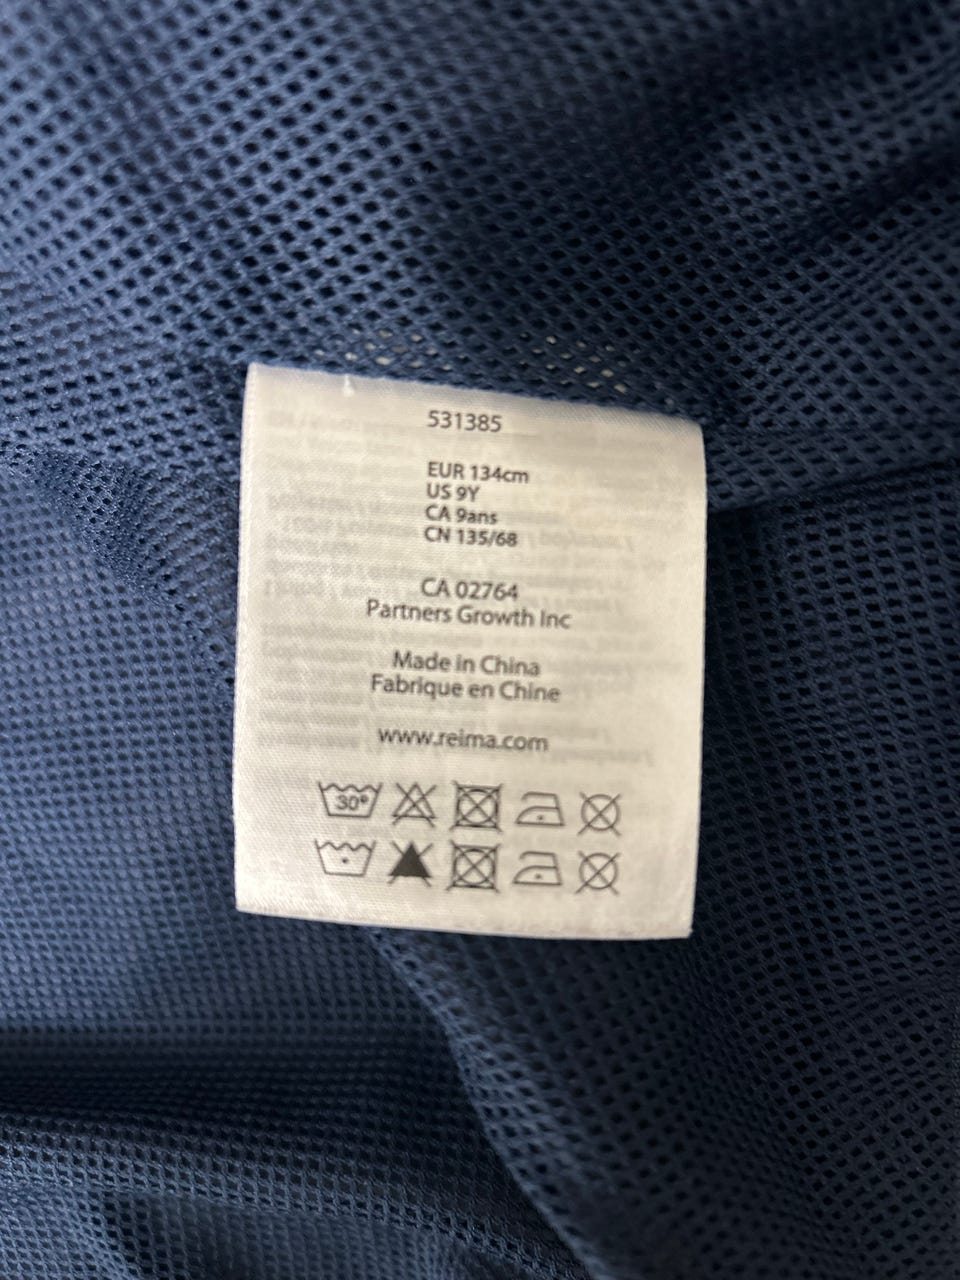 531385
EUR 134cm
US 9Y
CA 9ans
CN 135/68
CA 02764
Partners Growth Inc
Made in China
Fabrique en Chine
www.reima.com
30°